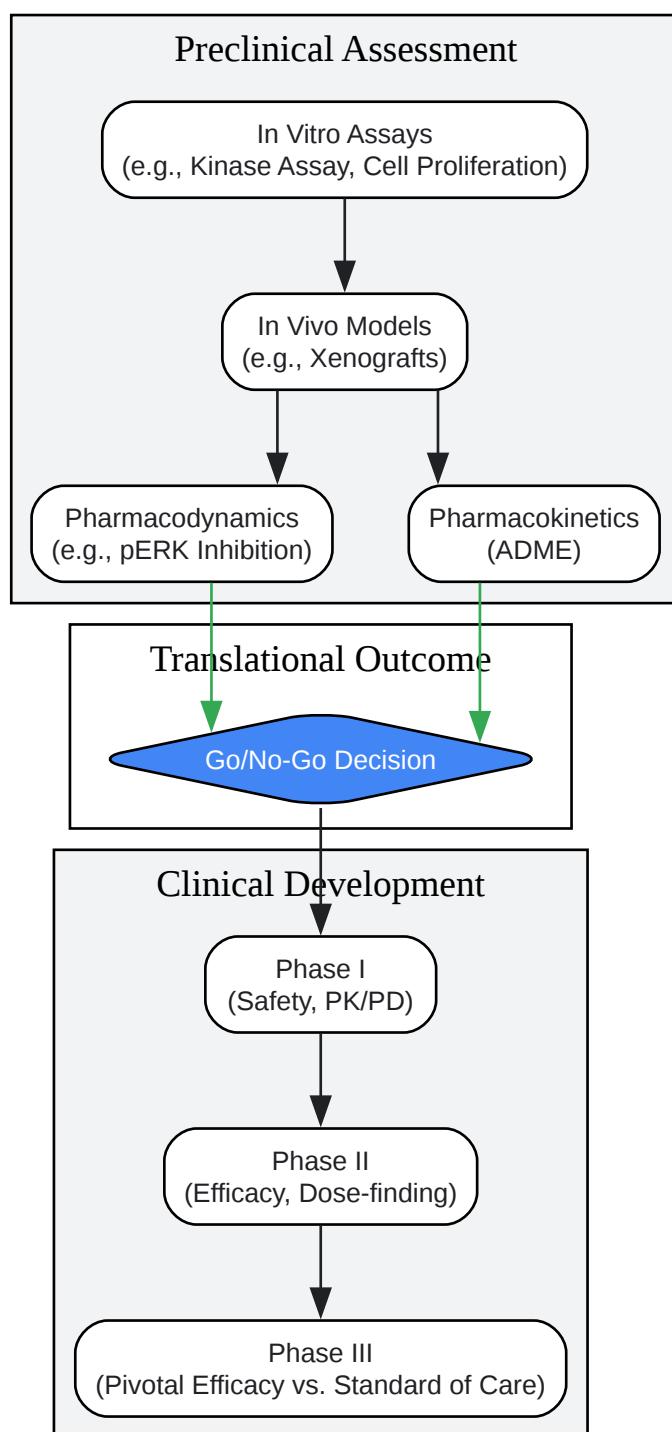 Preclinical Assessment
In Vitro Assays
(e.g., Kinase Assay, Cell Proliferation)
In Vivo Models
(e.g., Xenografts)
Pharmacodynamics
(e.g., pERK Inhibition)
Pharmacokinetics
(ADME)
Translational Outcome
Go/No-Go Decision
Clinical Development
Phase I
(Safety, PK/PD)
Phase II
(Efficacy, Dose-finding)
Phase III
(Pivotal Efficacy vs. Standard of Care)